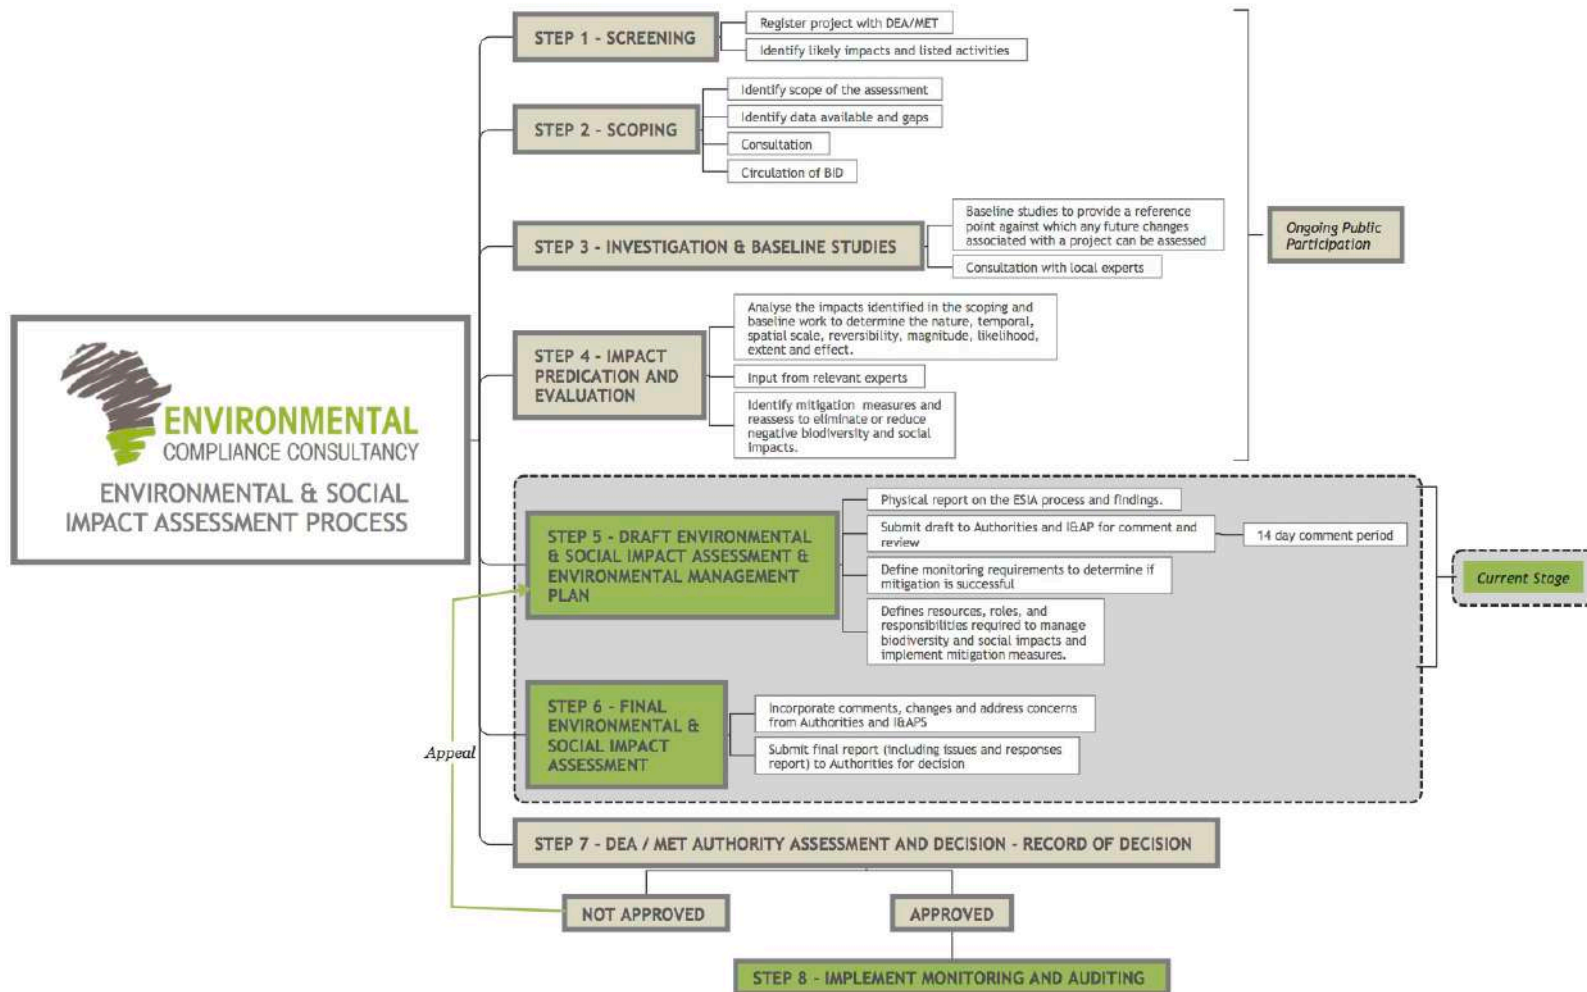 STEP 1 - SCREENING
Register project with DEA/MET
Identify likely impacts and listed activities
STEP 2 - SCOPING
Identify scope of the assessment
Identify data available and gaps
Consultation
Circulation of BID
STEP 3 - INVESTIGATION & BASELINE STUDIES
Baseline studies to provide a reference
point against which any future changes
associated with a project can be assessed
Consultation with local experts
Ongoing Public
Participation
STEP 4 - IMPACT
PREDICATION AND
EVALUATION
Analyse the impacts identified in the scoping and
baseline work to determine the nature, temporal,
spatial scale, reversibility, magnitude, likelihood,
extent and effect.
Input from relevant experts
Identify mitigation measures and
reassess to eliminate or reduce
negative biodiversity and social
impacts.
ENVIRONMENTAL
COMPLIANCE CONSULTANCY
ENVIRONMENTAL & SOCIAL
IMPACT ASSESSMENT PROCESS
STEP 5 - DRAFT ENVIRONMENTAL
& SOCIAL IMPACT ASSESSMENT &
ENVIRONMENTAL MANAGEMENT
PLAN
Physical report on the ESIA process and findings.
Submit draft to Authorities and I&AP for comment and
review
14 day comment period
Define monitoring requirements to determine if
mitigation is successful
Defines resources, roles, and
responsibilities required to manage
biodiversity and social impacts and
implement mitigation measures.
Current Stage
STEP 6 - FINAL
ENVIRONMENTAL &
SOCIAL IMPACT
ASSESSMENT
Incorporate comments, changes and address concerns
from Authorities and I&APS
Submit final report (including issues and responses
report) to Authorities for decision
Appeal
STEP 7 - DEA / MET AUTHORITY ASSESSMENT AND DECISION - RECORD OF DECISION
NOT APPROVED
APPROVED
STEP 8 - IMPLEMENT MONITORING AND AUDITING